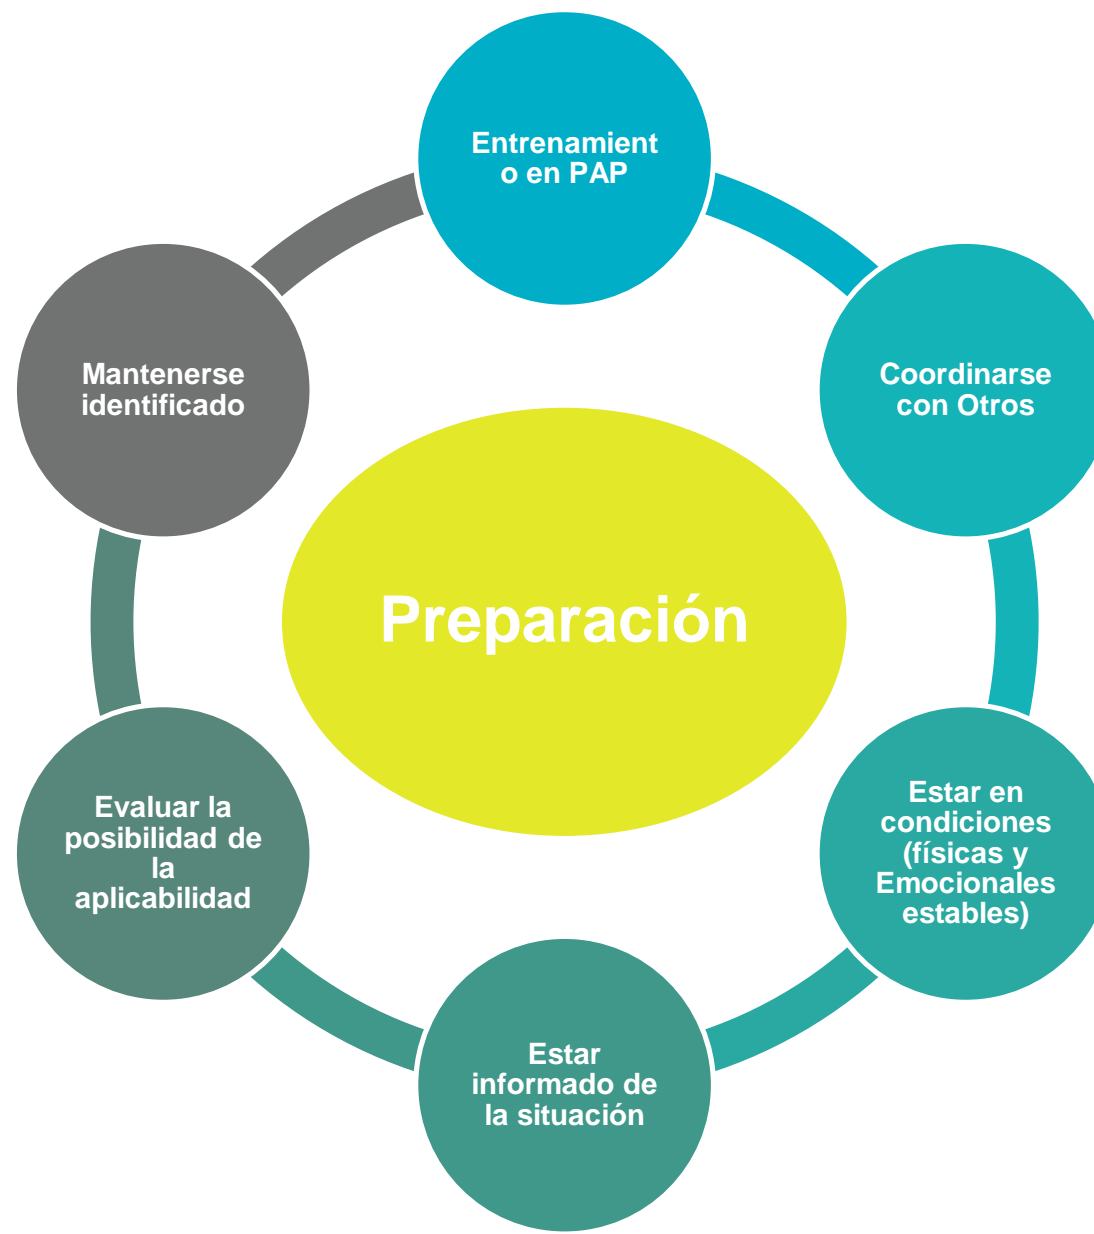 Entrenamient
o en PAP
Coordinarse
con Otros
Estar en
condiciones
(físicas y
Emocionales
estables)
Estar
informado de
la situación
Evaluar la
posibilidad de
la
aplicabilidad
Mantenerse
identificado
Preparación